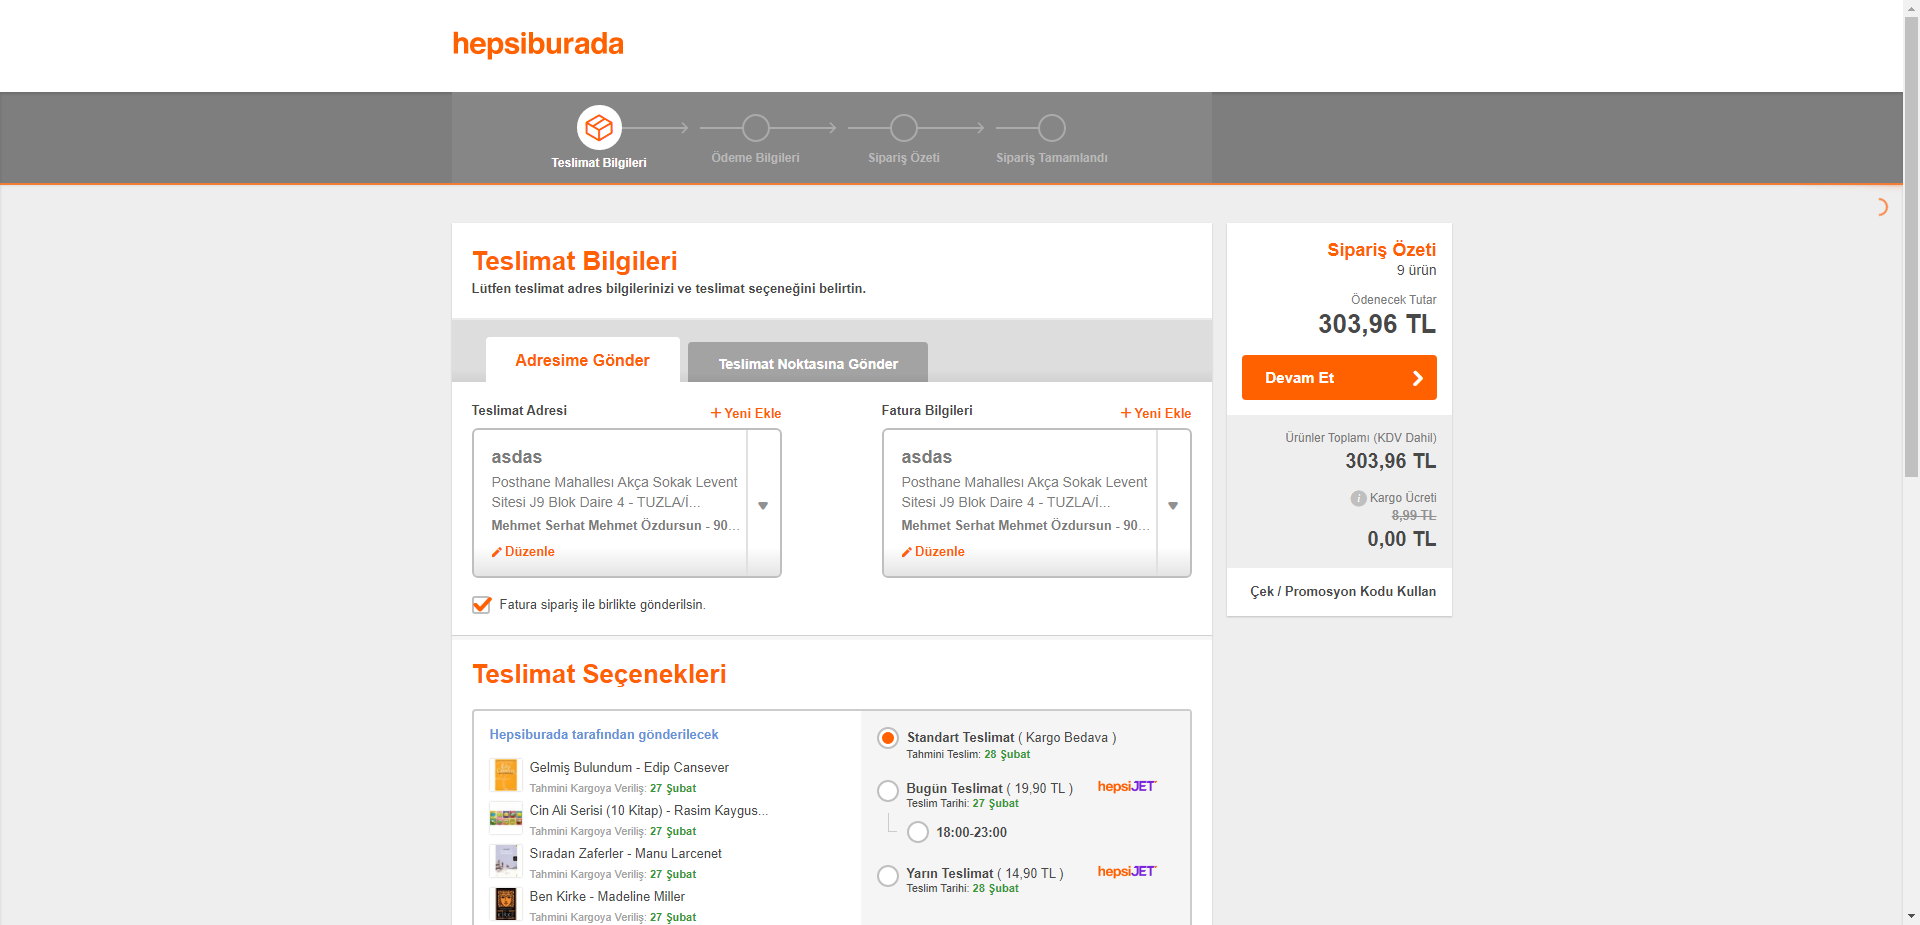 hepsiburada
Teslimat Bilgileri
Ödeme Bilgileri
Sipariş Özeti
Sipariş Tamamlandı
Teslimat Bilgileri
Lütfen teslimat adres bilgilerinizi ve teslimat seçeneğini belirtin.
Adresime Gönder
Teslimat Noktasına Gönder
Teslimat Adresi
+ Yeni Ekle
asdas
Posthane Mahallesı Akça Sokak Levent
Sitesi J9 Blok Daire 4 - TUZLA/İ...
Mehmet Serhat Mehmet Özdursun - 90...
Düzenle
Fatura Bilgileri
+ Yeni Ekle
asdas
Posthane Mahallesı Akça Sokak Levent
Sitesi J9 Blok Daire 4 - TUZLA/İ...
Mehmet Serhat Mehmet Özdursun - 90...
Düzenle
Fatura sipariş ile birlikte gönderilsin.
Teslimat Seçenekleri
Hepsiburada tarafından gönderilecek
Gelmiş Bulundum - Edip Cansever
Tahmini Kargoya Veriliş: 27 Şubat
Cin Ali Serisi (10 Kitap) - Rasim Kaygus...
Tahmini Kargoya Veriliş: 27 Şubat
Sıradan Zaferler - Manu Larcenet
Tahmini Kargoya Veriliş: 27 Şubat
Ben Kirke - Madeline Miller
Tahmini Kargoya Veriliş: 27 Şubat
Standart Teslimat ( Kargo Bedava )
Tahmini Teslim: 28 Şubat
Bugün Teslimat ( 19,90 TL )
hepsiJET
Teslim Tarihi: 27 Şubat
18:00-23:00
Yarın Teslimat ( 14,90 TL )
hepsiJET
Teslim Tarihi: 28 Şubat
Sipariş Özeti
9 ürün
Ödenecek Tutar
303,96 TL
Devam Et
Ürünler Toplamı (KDV Dahil)
303,96 TL
i Kargo Ücreti
8,99 TL
0,00 TL
Çek / Promosyon Kodu Kullan